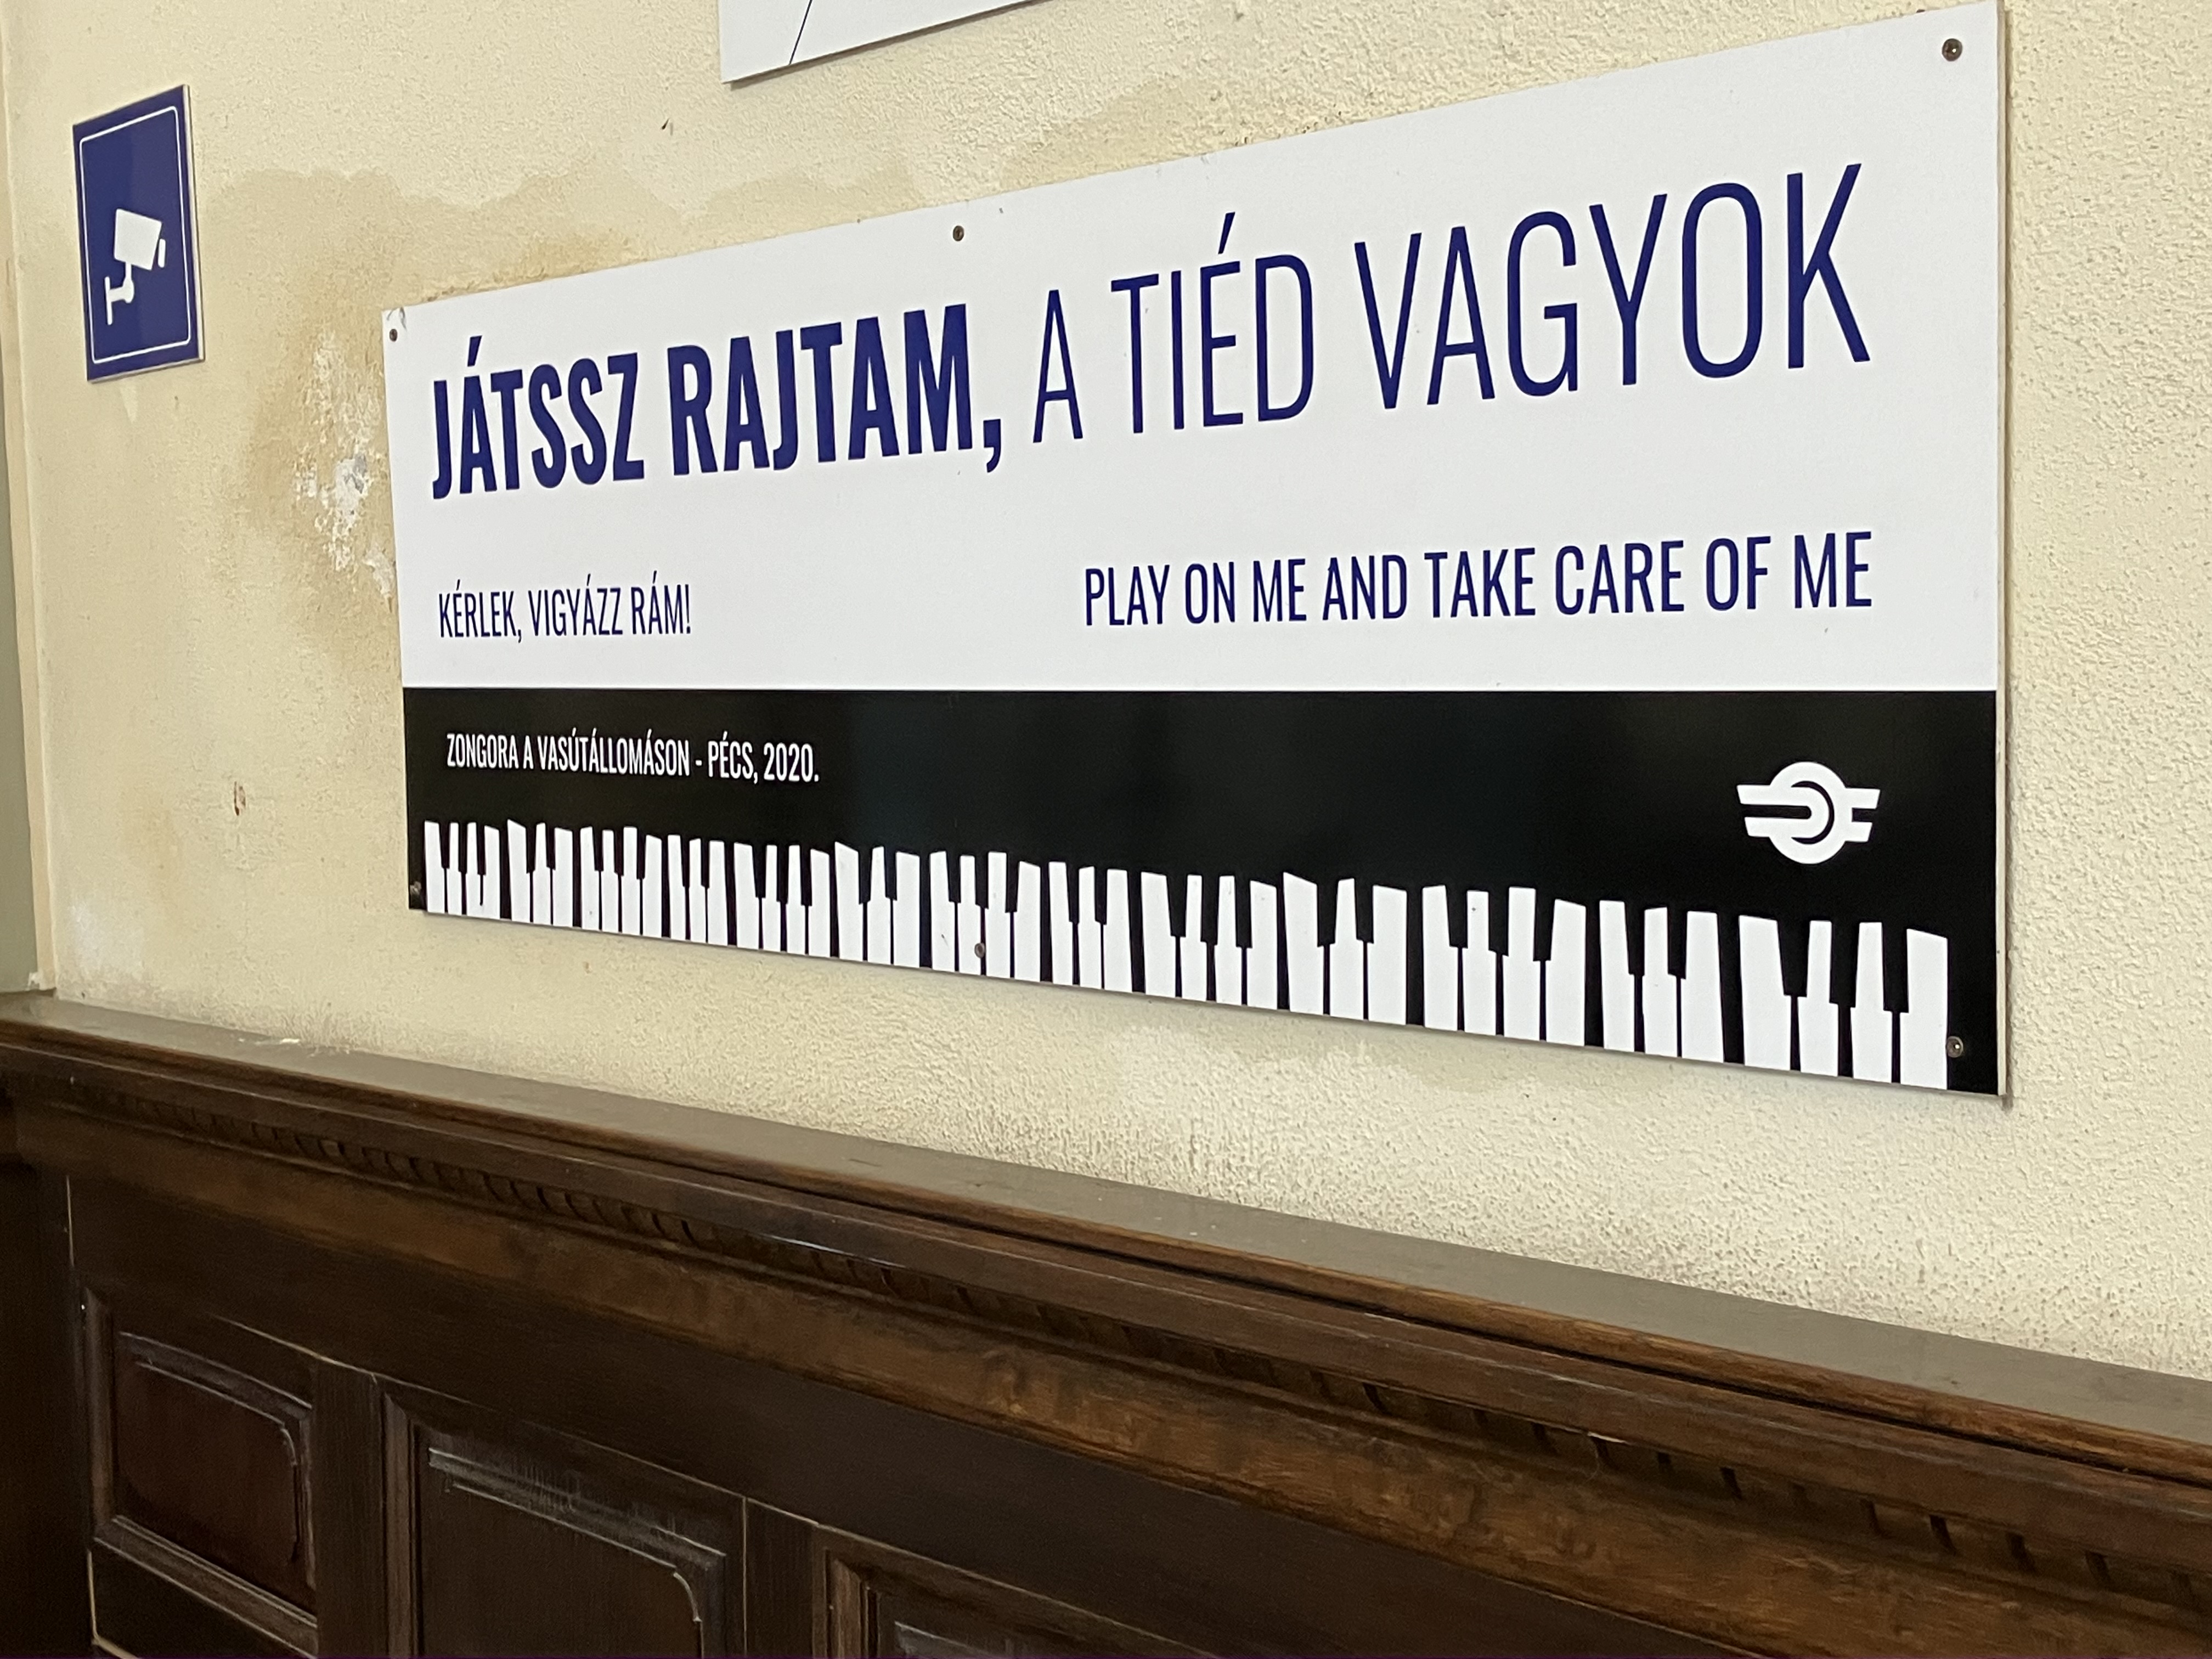 JÁTSSZ RAJTAM, A TIÉD VAGYOK
KÉRLEK, VIGYÁZZ RÁM!
PLAY ON ME AND TAKE CARE OF ME
ZONGORA A VASÚTÁLLOMÁSON - PÉCS, 2020.